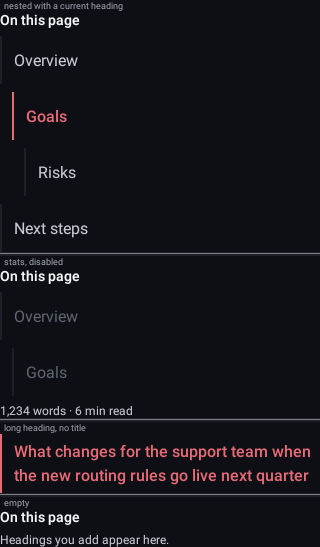 nested with a current heading
On this page
Overview
Goals
Risks
Next steps
stats, disabled
On this page
Overview
Goals
1,234 words · 6 min read
long heading, no title
What changes for the support team when
the new routing rules go live next quarter
empty
On this page
Headings you add appear here.